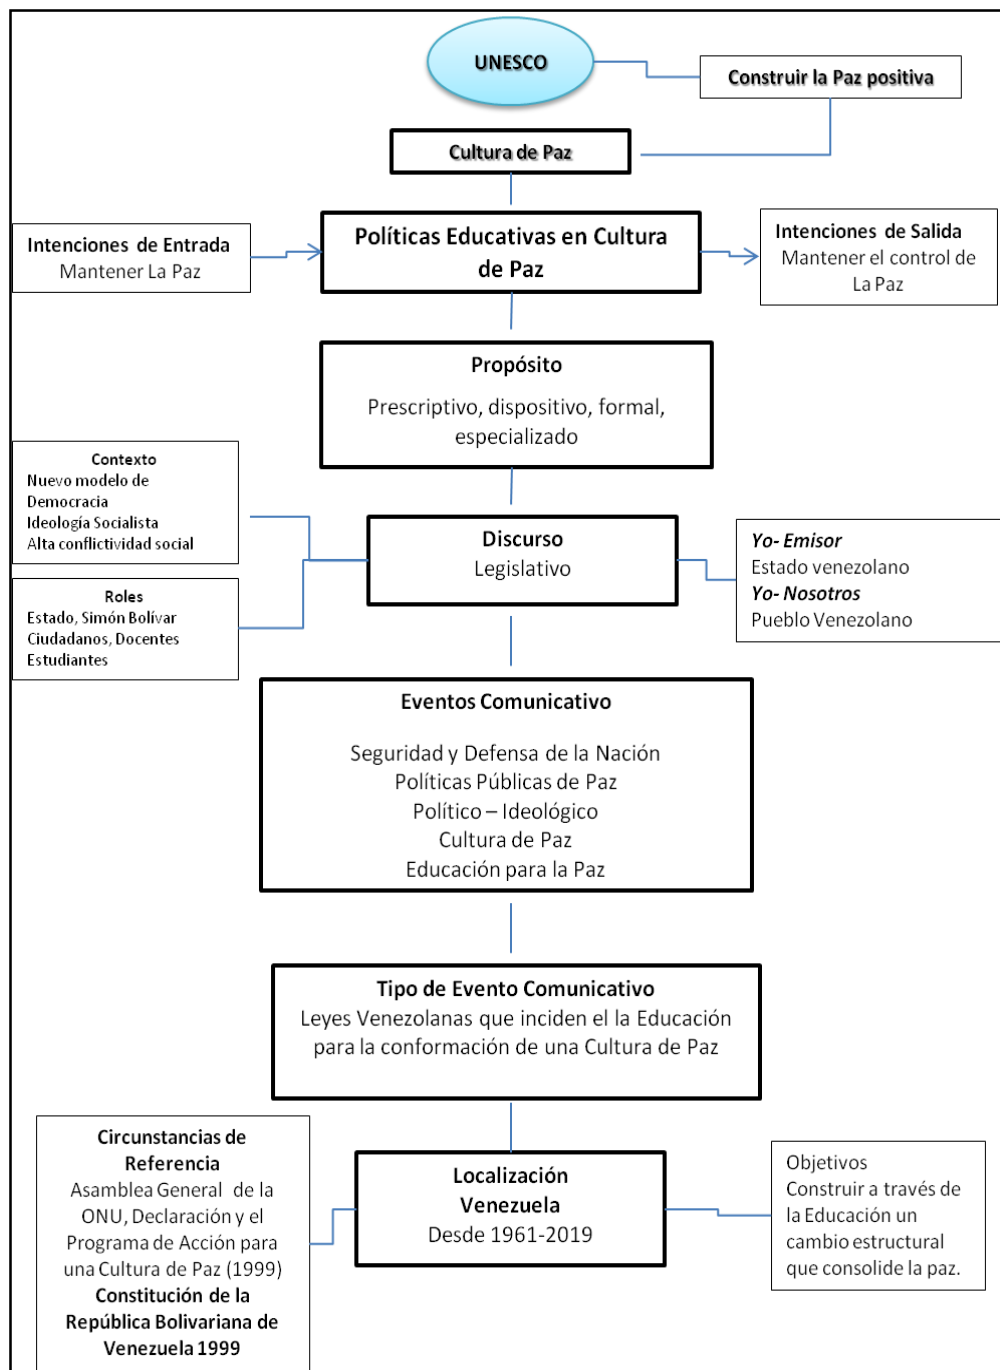 UNESCO
Construir la Paz positiva
Cultura de Paz
Intenciones de Entrada
Mantener La Paz
Políticas Educativas en Cultura
de Paz
Intenciones de Salida
Mantener el control de
La Paz
Propósito
Prescriptivo, dispositivo, formal,
especializado
Contexto
Nuevo modelo de
Democracia
Ideología Socialista
Alta conflictividad social
Discurso
Legislativo
Yo- Emisor
Estado venezolano
Yo- Nosotros
Pueblo Venezolano
Roles
Estado, Simón Bolívar
Ciudadanos, Docentes
Estudiantes
Eventos Comunicativo
Seguridad y Defensa de la Nación
Políticas Públicas de Paz
Político – Ideológico
Cultura de Paz
Educación para la Paz
Tipo de Evento Comunicativo
Leyes Venezolanas que inciden el la Educación
para la conformación de una Cultura de Paz
Circunstancias de
Referencia
Asamblea General de la
ONU, Declaración y el
Programa de Acción para
una Cultura de Paz (1999)
Constitución de la
República Bolivariana de
Venezuela 1999
Localización
Venezuela
Desde 1961-2019
Objetivos
Construir a través de
la Educación un
cambio estructural
que consolide la paz.